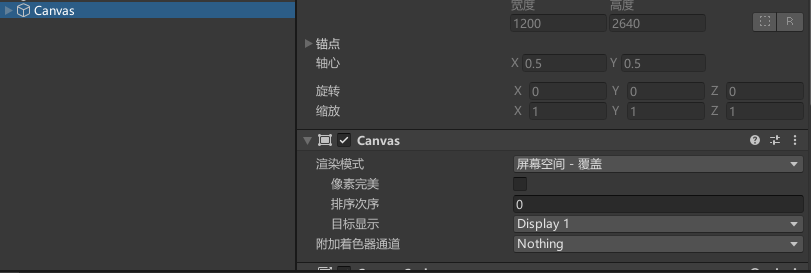 Canvas
宽度 高度
1200 2640
R
锚点
轴心 X 0.5 Y 0.5
旋转 X 0 Y 0 Z 0
缩放 X 1 Y 1 Z 1
Canvas
渲染模式 屏幕空间 - 覆盖
像素完美
排序次序 0
目标显示 Display 1
附加着色器通道 Nothing